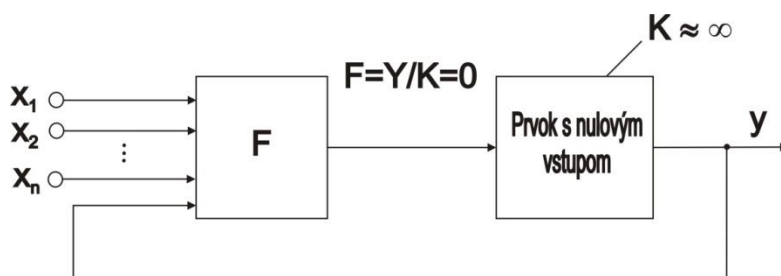 K ≈ ∞
F=Y/K=0
x₁
x₂
⋮
xₙ
F
Prvok s nulovým
vstupom
y